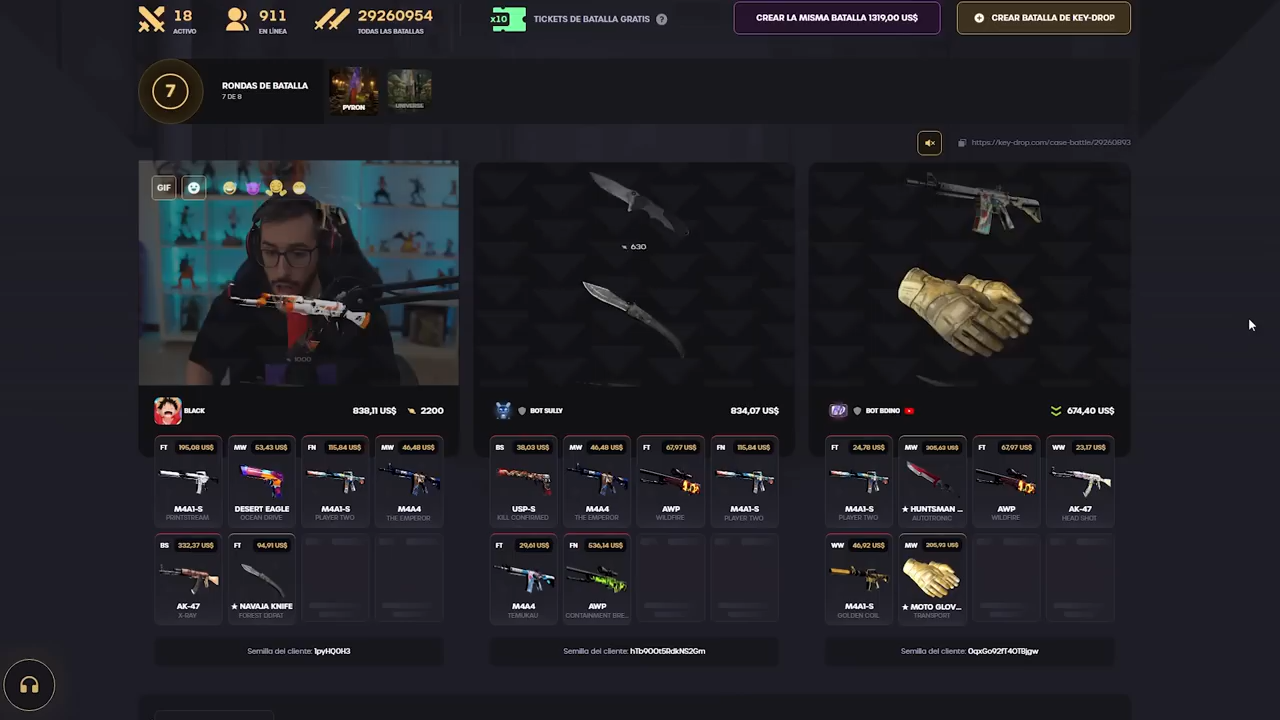 18
ACTIVO
911
EN LÍNEA
29260954
TODAS LAS BATALLAS
x10
TICKETS DE BATALLA GRATIS ?
CREAR LA MISMA BATALLA 1319,00 US$
CREAR BATALLA DE KEY-DROP
7
RONDAS DE BATALLA
7 DE 8
PYRON
UNIVERSE
https://key-drop.com/case-battle/29260893
GIF
630
1000
BLACK
838,11 US$
2200
BOT SULLY
834,07 US$
BOT BDINO
674,40 US$
FT 195,08 US$
M4A1-S
PRINTSTREAM
MW 53,43 US$
DESERT EAGLE
OCEAN DRIVE
FN 115,84 US$
M4A1-S
PLAYER TWO
MW 46,48 US$
M4A4
THE EMPEROR
BS 38,03 US$
USP-S
KILL CONFIRMED
MW 46,48 US$
M4A4
THE EMPEROR
FT 67,97 US$
AWP
WILDFIRE
FN 115,84 US$
M4A1-S
PLAYER TWO
FT 24,78 US$
M4A1-S
PLAYER TWO
MW 305,63 US$
★ HUNTSMAN ...
AUTOTRONIC
FT 67,97 US$
AWP
WILDFIRE
WW 23,17 US$
AK-47
HEAD SHOT
BS 332,37 US$
AK-47
X-RAY
FT 94,91 US$
★ NAVAJA KNIFE
FOREST DDPAT
FT 29,61 US$
M4A4
TEMUKAU
FN 536,14 US$
AWP
CONTAINMENT BRE...
WW 46,92 US$
M4A1-S
GOLDEN COIL
MW 205,93 US$
★ MOTO GLOV...
TRANSPORT
Semilla del cliente: 1pyHQ0H3
Semilla del cliente: hTb90Ot5RdkNS2Gm
Semilla del cliente: 0qxGo92fT4OTBjgw